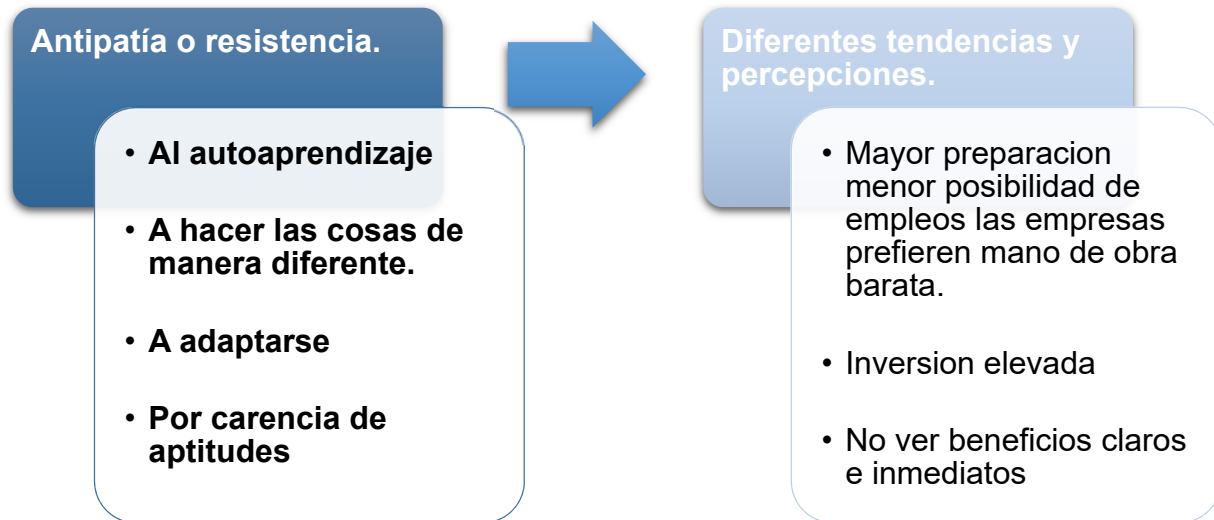 Antipatía o resistencia.
• Al autoaprendizaje
• A hacer las cosas de
manera diferente.
• A adaptarse
• Por carencia de
aptitudes
Diferentes tendencias y
percepciones.
• Mayor preparacion
menor posibilidad de
empleos las empresas
prefieren mano de obra
barata.
• Inversion elevada
• No ver beneficios claros
e inmediatos